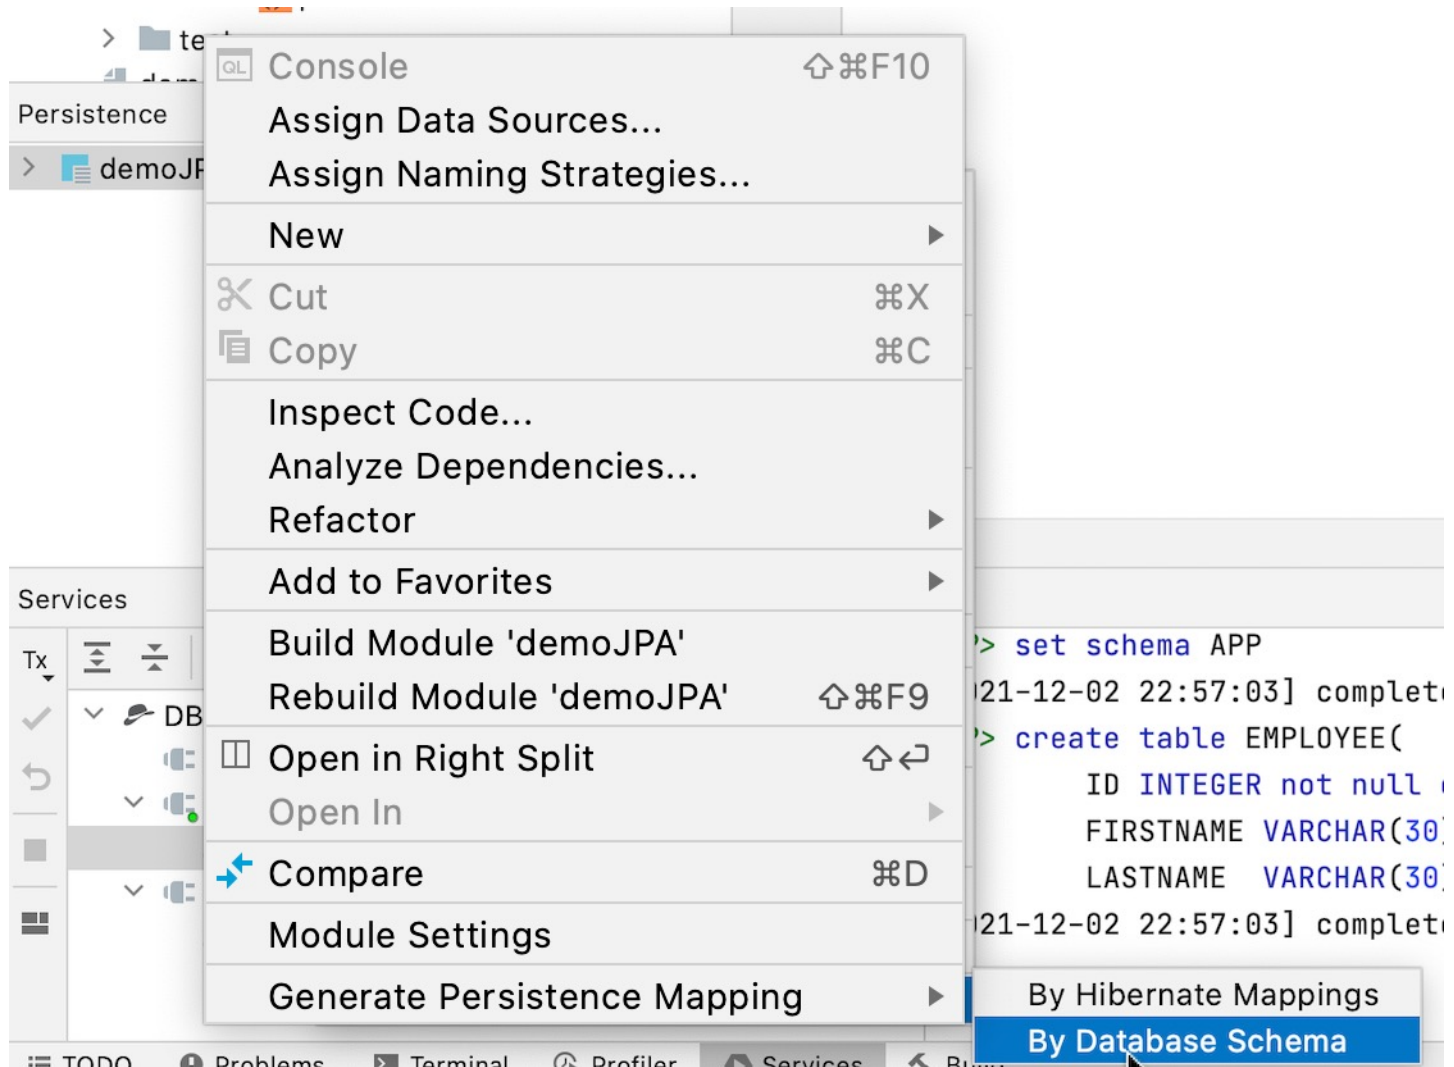 Console ⇧⌘F10
Persistence
Assign Data Sources...
Assign Naming Strategies...
New
Cut ⌘X
Copy ⌘C
Inspect Code...
Analyze Dependencies...
Refactor
Add to Favorites
Build Module 'demoJPA'
Rebuild Module 'demoJPA' ⇧⌘F9
Open in Right Split ⇧↩
Open In
Compare ⌘D
Module Settings
Generate Persistence Mapping
By Hibernate Mappings
By Database Schema
Services
Tx
DB
> set schema APP
21-12-02 22:57:03]
> create table EMPLOYEE(
ID INTEGER not null
FIRSTNAME VARCHAR(30
LASTNAME VARCHAR(30
21-12-02 22:57:03]
TODO Problems Terminal Profiler Services